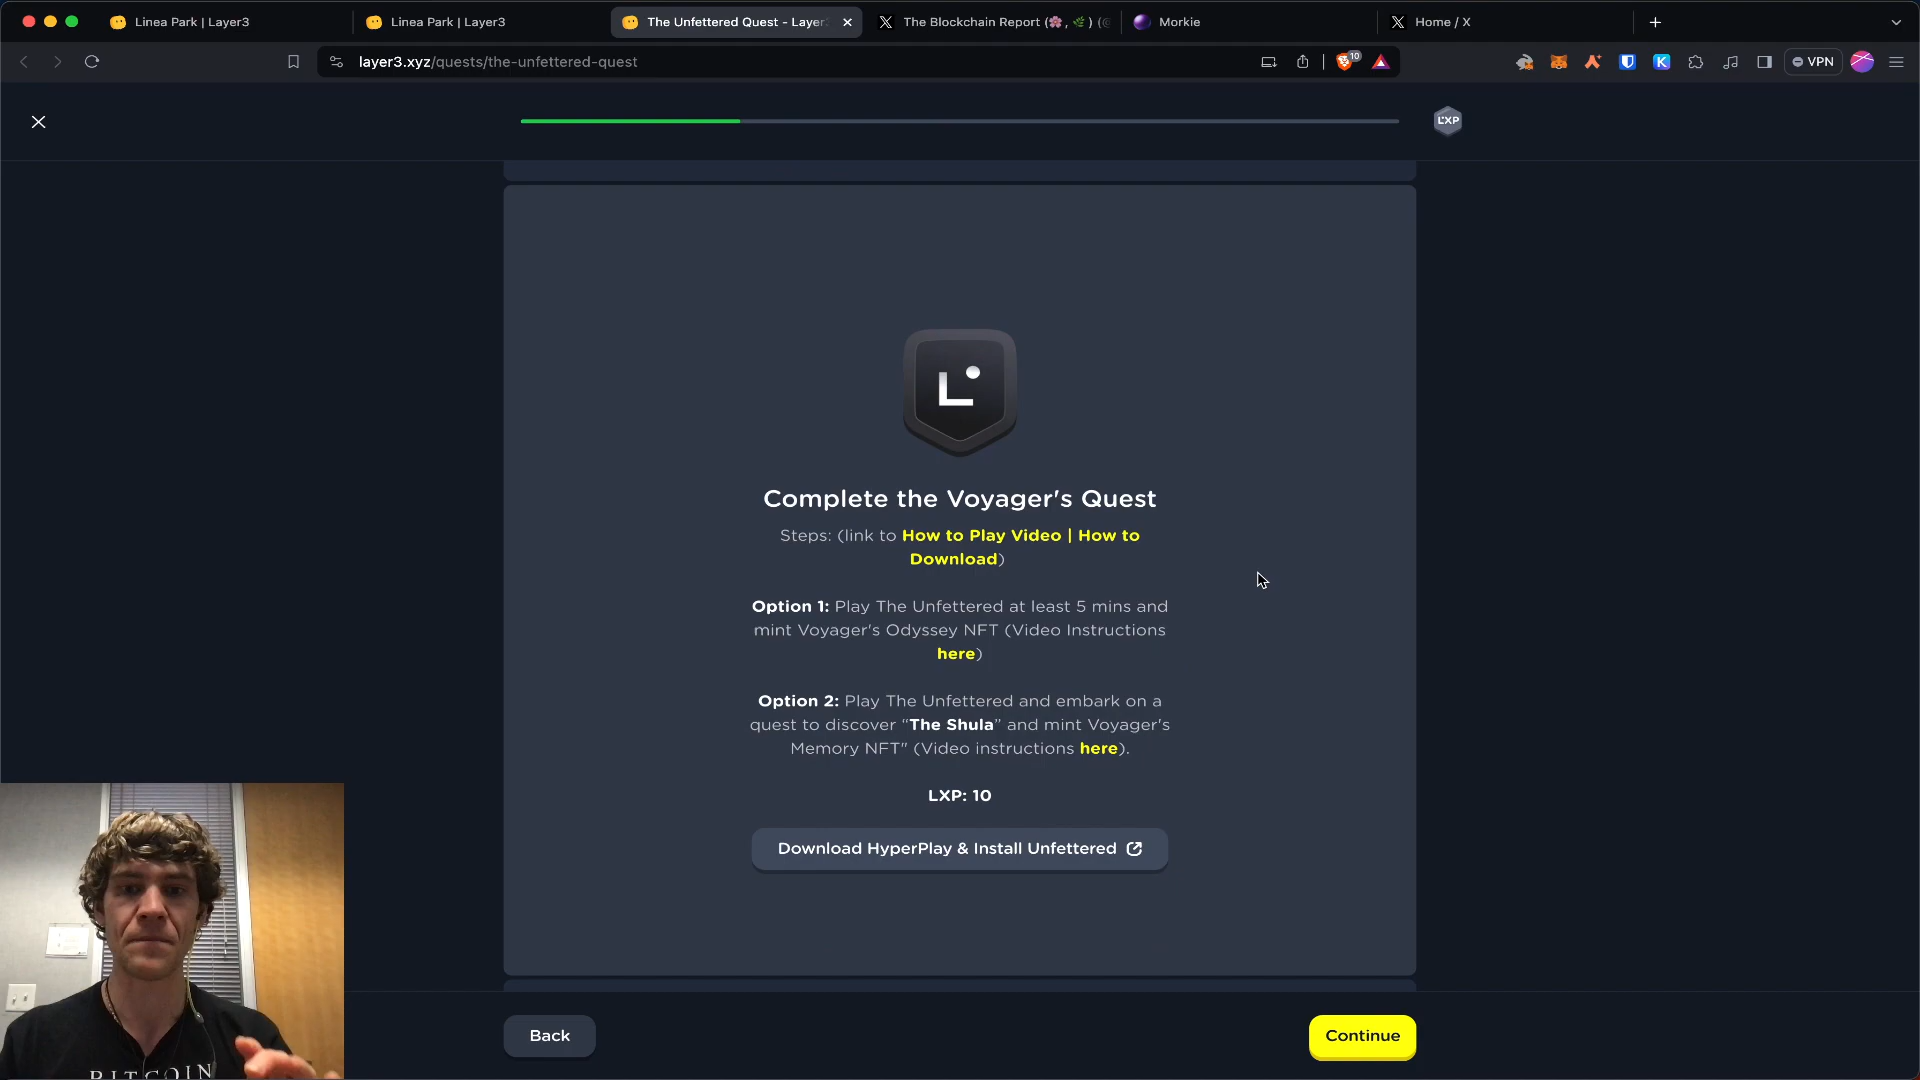 Linea Park | Layer3
Linea Park | Layer3
The Unfettered Quest - Layer
The Blockchain Report (🌸, 🌿) (@
Morkie
Home / X
layer3.xyz/quests/the-unfettered-quest
10
VPN
LXP
Complete the Voyager's Quest
Steps: (link to How to Play Video | How to
Download)
Option 1: Play The Unfettered at least 5 mins and
mint Voyager's Odyssey NFT (Video Instructions
here)
Option 2: Play The Unfettered and embark on a
quest to discover “The Shula” and mint Voyager's
Memory NFT" (Video instructions here).
LXP: 10
Download HyperPlay & Install Unfettered
Back
Continue
BITCOIN